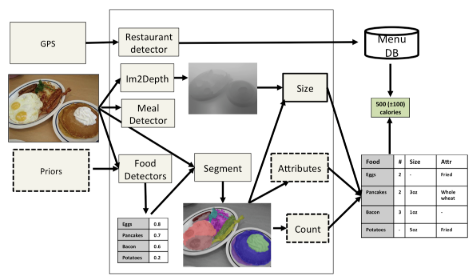 GPS
Restaurant
detector
Menu
DB
Im2Depth
Size
Meal
Detector
500 (±100)
calories
Priors
Food
Detectors
Segment
Attributes
Count
Eggs 0.8
Pancakes 0.7
Bacon 0.6
Potatoes 0.2
Food # Size Attr
Eggs 2 - Fried
Pancakes 2 3oz Whole
wheat
Bacon 3 1oz -
Potatoes - 5oz Fried